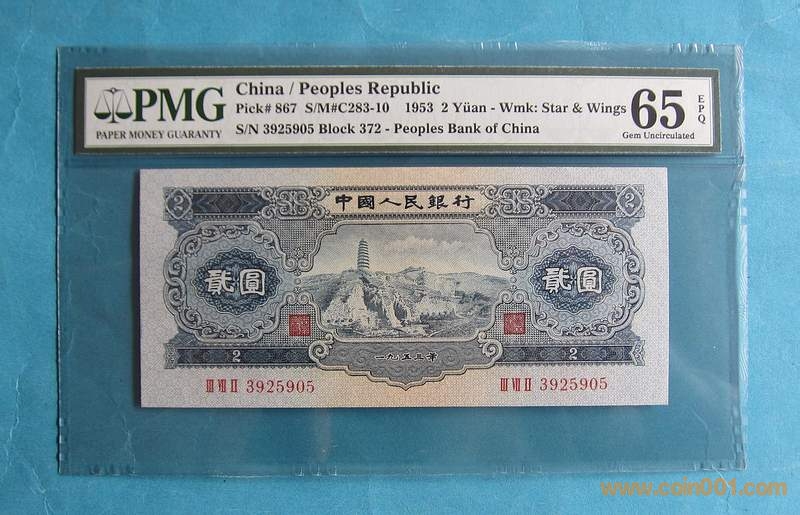 PMG
PAPER MONEY GUARANTY
China / Peoples Republic
Pick# 867 S/M#C283-10 1953 2 Yüan - Wmk: Star & Wings
S/N 3925905 Block 372 - Peoples Bank of China
65 EPQ
Gem Uncirculated
2 中國人民銀行 2
貳圓 貳圓
2 一九五三年 2
III VII II 3925905 III VII II 3925905
www.coin001.com